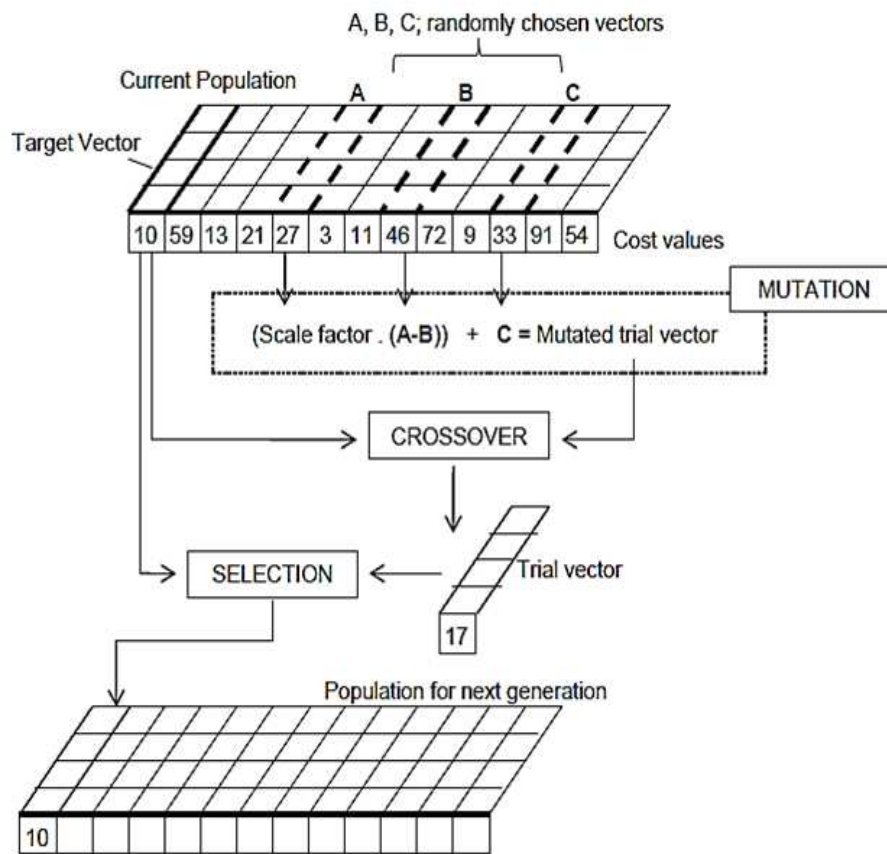 A, B, C; randomly chosen vectors
Current Population
A B C
Target Vector
10 59 13 21 27 3 11 46 72 9 33 91 54
Cost values
MUTATION
(Scale factor . (A-B)) + C = Mutated trial vector
CROSSOVER
SELECTION
Trial vector
17
Population for next generation
10